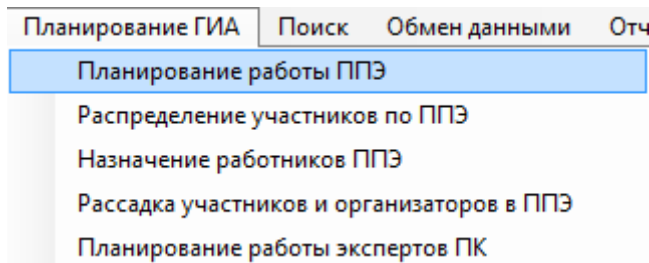 Планирование ГИА Поиск Обмен данными Отч
Планирование работы ППЭ
Распределение участников по ППЭ
Назначение работников ППЭ
Рассадка участников и организаторов в ППЭ
Планирование работы экспертов ПК